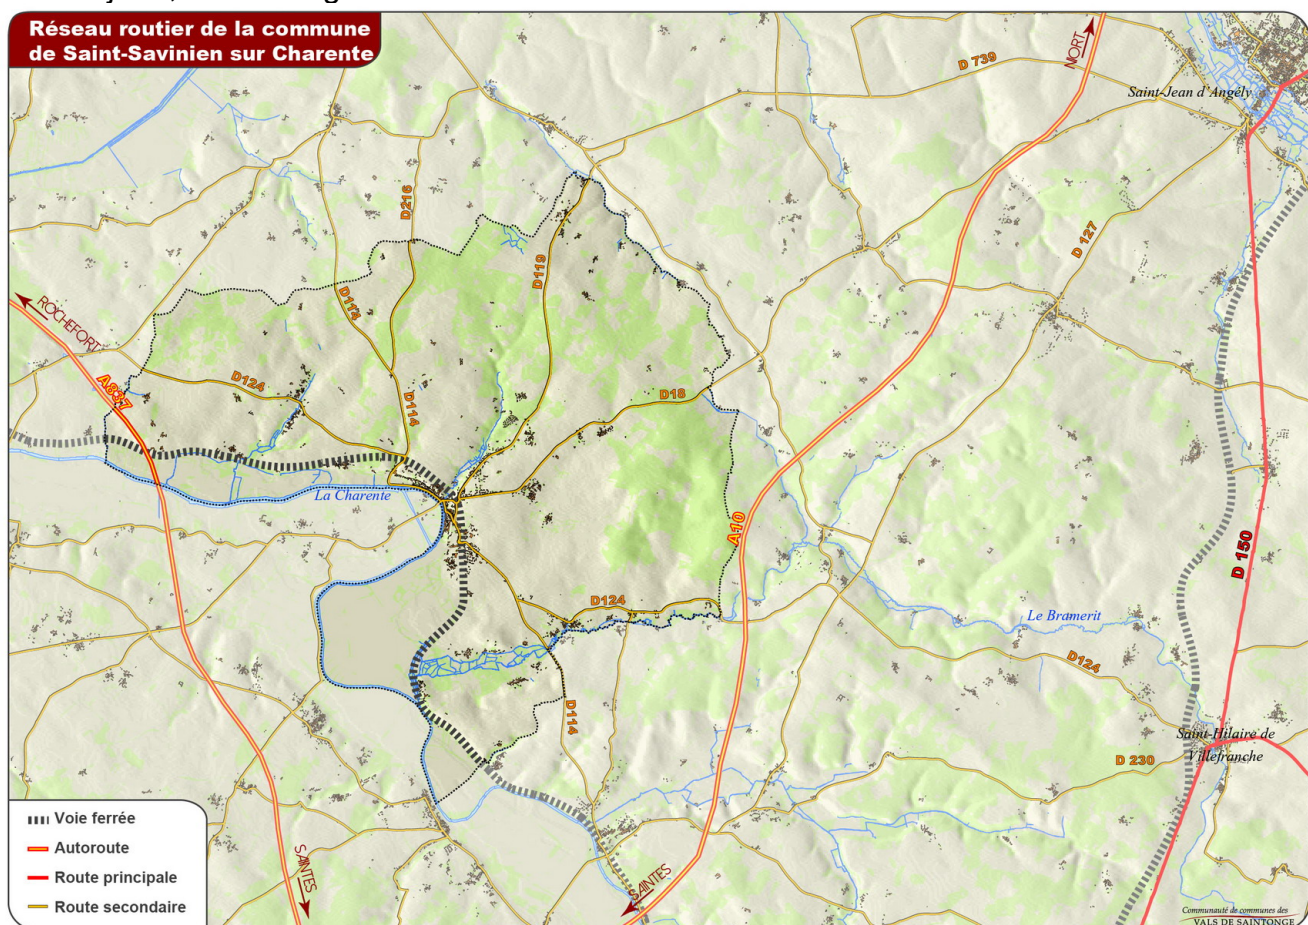 Réseau routier de la commune
de Saint-Savinien sur Charente
NORT
D 739
Saint-Jean d'Angély
D216
D119
D 127
D114
ROCHEFORT
A837
D124
D18
D114
La Charente
A10
D 150
D124
Le Bramerit
D124
D114
Saint-Hilaire de
Villefranche
D 230
Voie ferrée
Autoroute
Route principale
Route secondaire
SAINTES
SAINTES
Communauté de communes des
VALS DE SAINTONGE